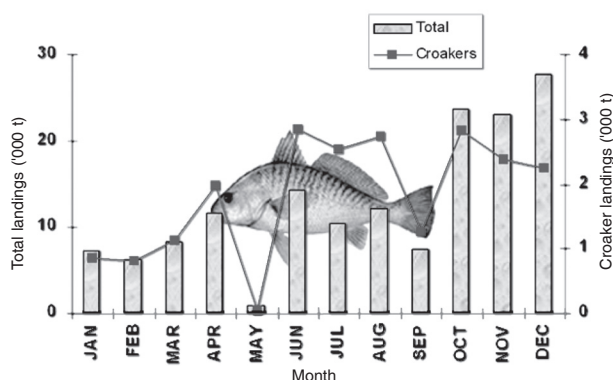 Total
Croakers
30
20
10
0
Total landings ('000 t)
4
3
2
1
0
Croaker landings ('000 t)
JAN FEB MAR APR MAY JUN JUL AUG SEP OCT NOV DEC
Month